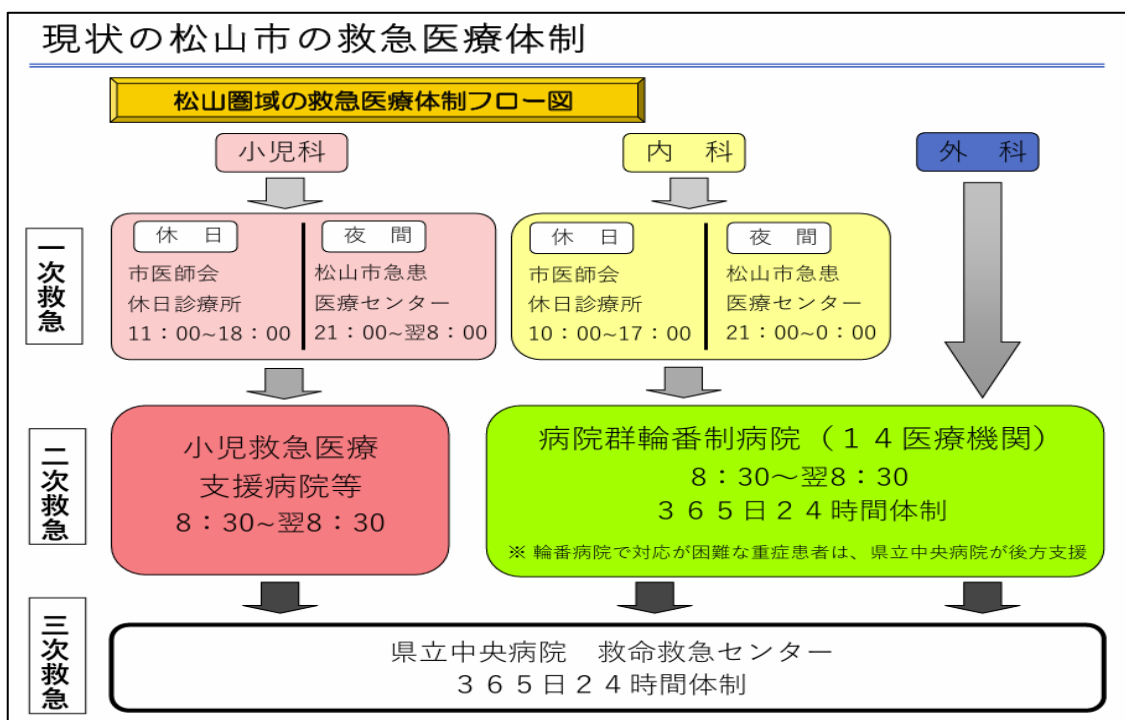 現状の松山市の救急医療体制
松山圏域の救急医療体制フロー図
小児科
内 科
外 科
一次救急
休 日
市医師会
休日診療所
11：00~18：00
夜 間
松山市急患
医療センター
21：00~翌8：00
休 日
市医師会
休日診療所
10：00~17：00
夜 間
松山市急患
医療センター
21：00~0：00
二次救急
小児救急医療
支援病院等
8：30~翌8：30
病院群輪番制病院（１４医療機関）
8：30～翌8：30
３６５日２４時間体制
※ 輪番病院で対応が困難な重症患者は、県立中央病院が後方支援
三次救急
県立中央病院　救命救急センター
３６５日２４時間体制